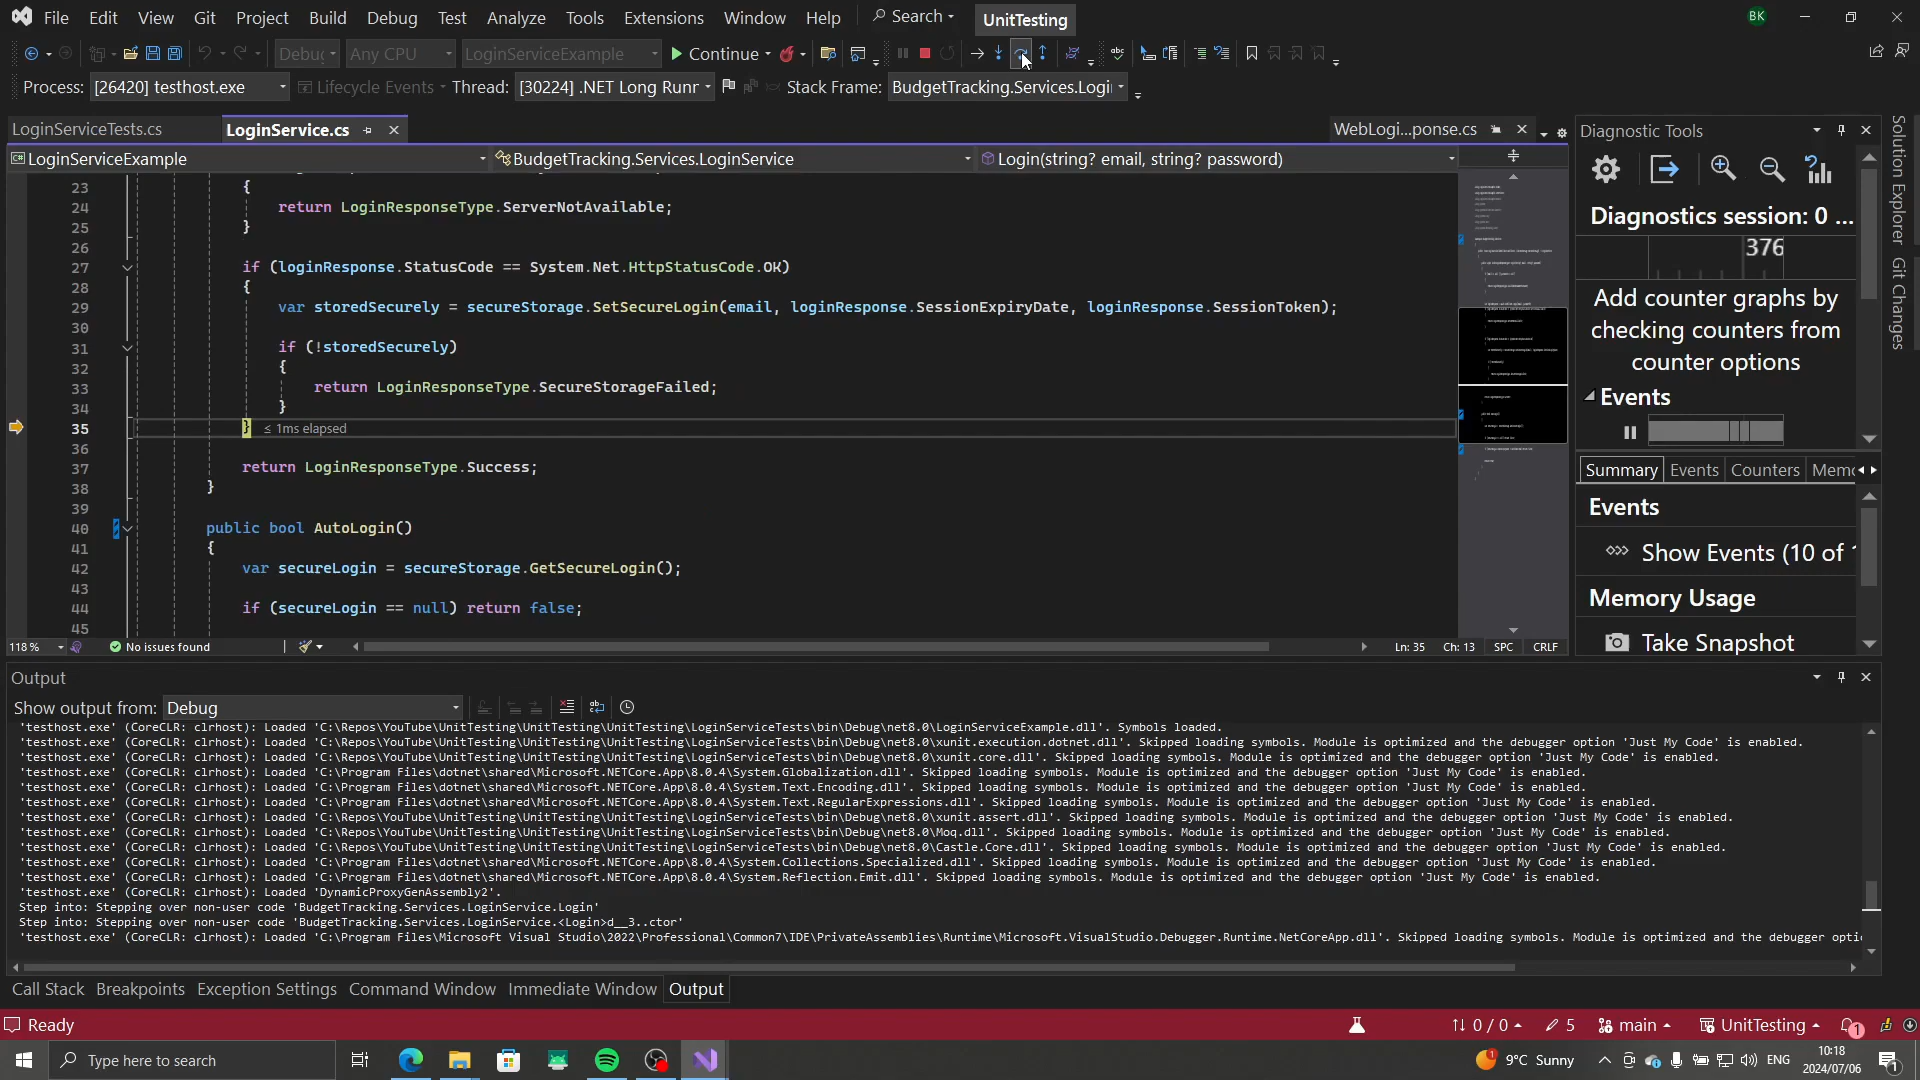 File Edit View Git Project Build Debug Test Analyze Tools Extensions Window Help Search UnitTesting BK
Debug Any CPU LoginServiceExample Continue
Process: [26420] testhost.exe Lifecycle Events Thread: [30224] .NET Long Runr Stack Frame: BudgetTracking.Services.Logi
LoginServiceTests.cs LoginService.cs WebLogi...ponse.cs
LoginServiceExample BudgetTracking.Services.LoginService Login(string? email, string? password)
23 {
24 return LoginResponseType.ServerNotAvailable;
25 }
26
27 if (loginResponse.StatusCode == System.Net.HttpStatusCode.OK)
28 {
29 var storedSecurely = secureStorage.SetSecureLogin(email, loginResponse.SessionExpiryDate, loginResponse.SessionToken);
30
31 if (!storedSecurely)
32 {
33 return LoginResponseType.SecureStorageFailed;
34 }
35 } ≤ 1ms elapsed
36
37 return LoginResponseType.Success;
38 }
39
40 public bool AutoLogin()
41 {
42 var secureLogin = secureStorage.GetSecureLogin();
43
44 if (secureLogin == null) return false;
45
118 % No issues found Ln: 35 Ch: 13 SPC CRLF
Diagnostic Tools
Diagnostics session: 0 ...
376
Add counter graphs by
checking counters from
counter options
Events
Summary Events Counters Memo
Events
Show Events (10 of
Memory Usage
Take Snapshot
Solution Explorer
Git Changes
Output
Show output from: Debug
'testhost.exe' (CoreCLR: clrhost): Loaded 'C:\Repos\YouTube\UnitTesting\UnitTesting\LoginServiceTests\bin\Debug\net8.0\LoginServiceExample.dll'. Symbols loaded.
'testhost.exe' (CoreCLR: clrhost): Loaded 'C:\Repos\YouTube\UnitTesting\UnitTesting\LoginServiceTests\bin\Debug\net8.0\xunit.execution.dotnet.dll'. Skipped loading symbols. Module is optimized and the debugger option 'Just My Code' is enabled.
'testhost.exe' (CoreCLR: clrhost): Loaded 'C:\Repos\YouTube\UnitTesting\UnitTesting\LoginServiceTests\bin\Debug\net8.0\xunit.core.dll'. Skipped loading symbols. Module is optimized and the debugger option 'Just My Code' is enabled.
'testhost.exe' (CoreCLR: clrhost): Loaded 'C:\Program Files\dotnet\shared\Microsoft.NETCore.App\8.0.4\System.Globalization.dll'. Skipped loading symbols. Module is optimized and the debugger option 'Just My Code' is enabled.
'testhost.exe' (CoreCLR: clrhost): Loaded 'C:\Program Files\dotnet\shared\Microsoft.NETCore.App\8.0.4\System.Text.Encoding.dll'. Skipped loading symbols. Module is optimized and the debugger option 'Just My Code' is enabled.
'testhost.exe' (CoreCLR: clrhost): Loaded 'C:\Program Files\dotnet\shared\Microsoft.NETCore.App\8.0.4\System.Text.RegularExpressions.dll'. Skipped loading symbols. Module is optimized and the debugger option 'Just My Code' is enabled.
'testhost.exe' (CoreCLR: clrhost): Loaded 'C:\Repos\YouTube\UnitTesting\UnitTesting\LoginServiceTests\bin\Debug\net8.0\xunit.assert.dll'. Skipped loading symbols. Module is optimized and the debugger option 'Just My Code' is enabled.
'testhost.exe' (CoreCLR: clrhost): Loaded 'C:\Repos\YouTube\UnitTesting\UnitTesting\LoginServiceTests\bin\Debug\net8.0\Moq.dll'. Skipped loading symbols. Module is optimized and the debugger option 'Just My Code' is enabled.
'testhost.exe' (CoreCLR: clrhost): Loaded 'C:\Repos\YouTube\UnitTesting\UnitTesting\LoginServiceTests\bin\Debug\net8.0\Castle.Core.dll'. Skipped loading symbols. Module is optimized and the debugger option 'Just My Code' is enabled.
'testhost.exe' (CoreCLR: clrhost): Loaded 'C:\Program Files\dotnet\shared\Microsoft.NETCore.App\8.0.4\System.Collections.Specialized.dll'. Skipped loading symbols. Module is optimized and the debugger option 'Just My Code' is enabled.
'testhost.exe' (CoreCLR: clrhost): Loaded 'C:\Program Files\dotnet\shared\Microsoft.NETCore.App\8.0.4\System.Reflection.Emit.dll'. Skipped loading symbols. Module is optimized and the debugger option 'Just My Code' is enabled.
'testhost.exe' (CoreCLR: clrhost): Loaded 'DynamicProxyGenAssembly2'.
Step into: Stepping over non-user code 'BudgetTracking.Services.LoginService.Login'
Step into: Stepping over non-user code 'BudgetTracking.Services.LoginService.<Login>d__3..ctor'
'testhost.exe' (CoreCLR: clrhost): Loaded 'C:\Program Files\Microsoft Visual Studio\2022\Professional\Common7\IDE\PrivateAssemblies\Runtime\Microsoft.VisualStudio.Debugger.Runtime.NetCoreApp.dll'. Skipped loading symbols. Module is optimized and the debugger opti
Call Stack Breakpoints Exception Settings Command Window Immediate Window Output
Ready 0 / 0 5 main UnitTesting 1
Type here to search 9°C Sunny ENG 10:18
2024/07/06 1